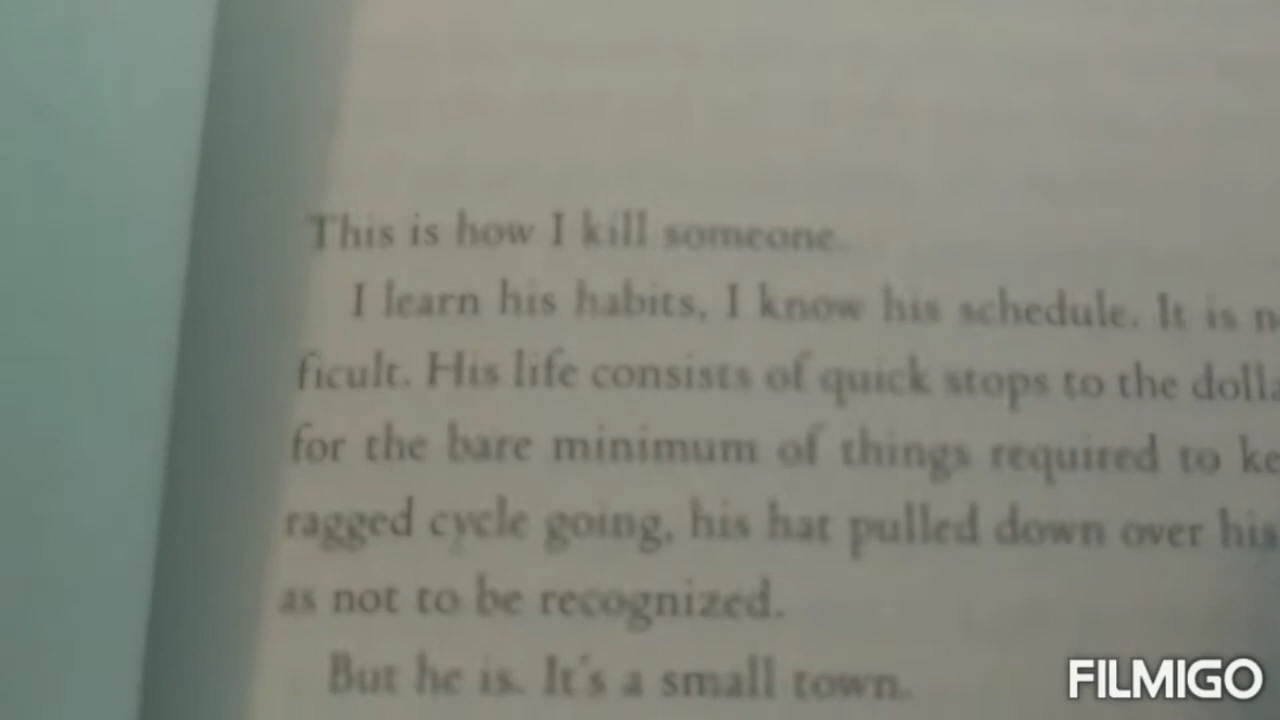 This is how I kill someone.
I learn his habits, I know his schedule. It is
ficult. His life consists of quick stops to the
for the bare minimum of things required to
ragged cycle going, his hat pulled down over his
as not to be recognized.
But he is. It's a small town.
FILMIGO